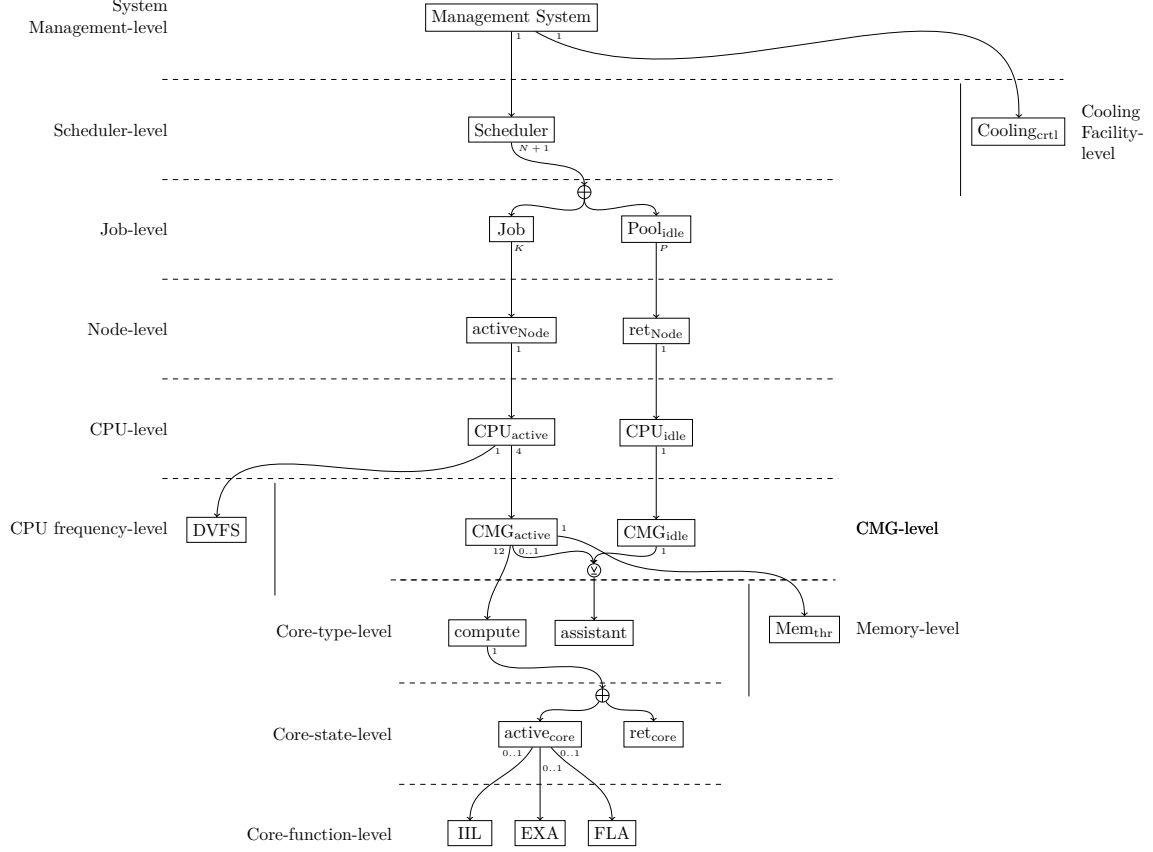 System
Management-level
Management System
1
1
Scheduler-level
Scheduler
N + 1
Cooling_crtl
Cooling
Facility-
level
⊕
Job-level
Job
Pool_idle
K
P
Node-level
active_Node
ret_Node
1
1
CPU-level
CPU_active
CPU_idle
1
4
1
CPU frequency-level
DVFS
CMG_active
1
CMG_idle
CMG-level
12
0..1
1
⊻
Core-type-level
compute
assistant
Mem_thr
Memory-level
1
⊕
Core-state-level
active_core
ret_core
0..1
0..1
0..1
Core-function-level
IIL
EXA
FLA